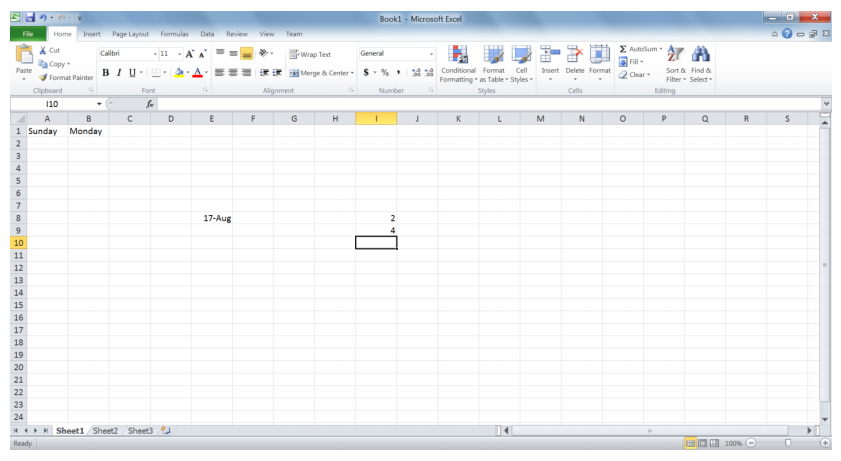 Book1 - Microsoft Excel
File Home Insert Page Layout Formulas Data Review View Team
Paste
Cut
Copy
Format Painter
Clipboard
Calibri 11 A A
B I U A
Font
Wrap Text
Merge & Center
Alignment
General
$ % , .00 .0
Number
Conditional Formatting
Format as Table
Cell Styles
Styles
Insert Delete Format
Cells
Σ AutoSum
Fill
Clear
Sort & Filter
Find & Select
Editing
I10 fx
A B C D E F G H I J K L M N O P Q R S
1 Sunday Monday
2
3
4
5
6
7
8 17-Aug 2
9 4
10
11
12
13
14
15
16
17
18
19
20
21
22
23
24
Sheet1 Sheet2 Sheet3
Ready 100%